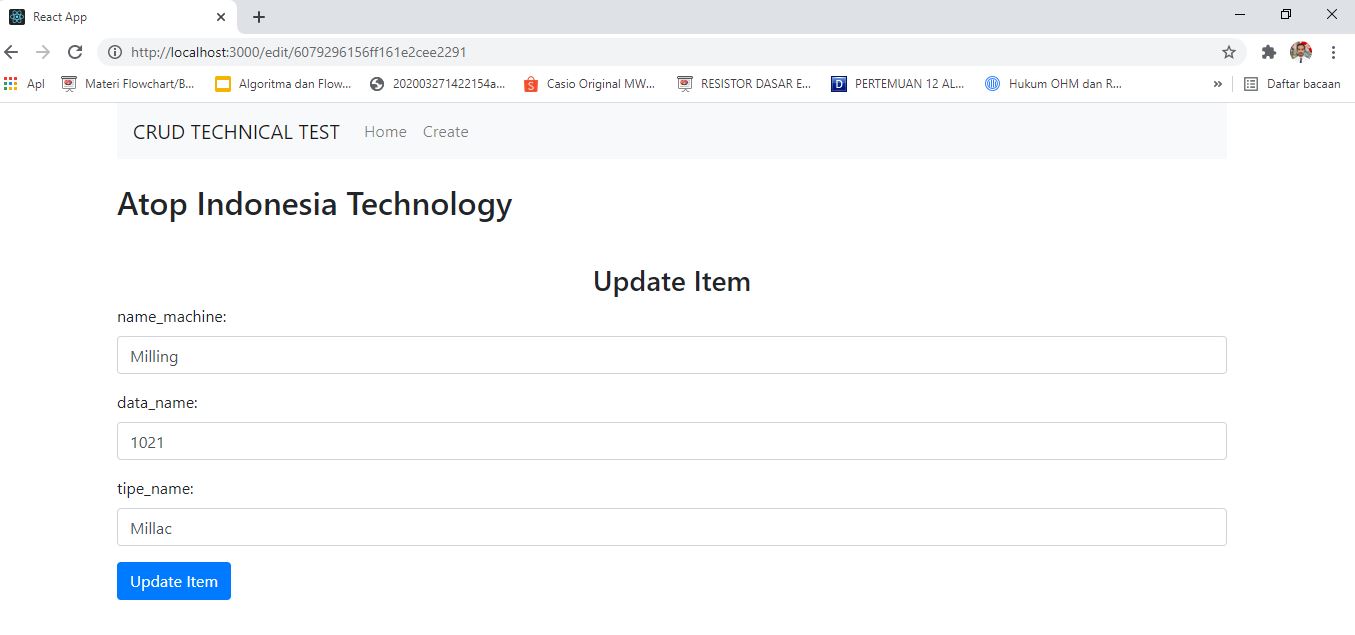 React App
http://localhost:3000/edit/6079296156ff161e2cee2291
Apl Materi Flowchart/B... Algoritma dan Flow... 202003271422154a... Casio Original MW... RESISTOR DASAR E... D PERTEMUAN 12 AL... Hukum OHM dan R... » Daftar bacaan
CRUD TECHNICAL TEST Home Create
Atop Indonesia Technology
Update Item
name_machine:
Milling
data_name:
1021
tipe_name:
Millac
Update Item